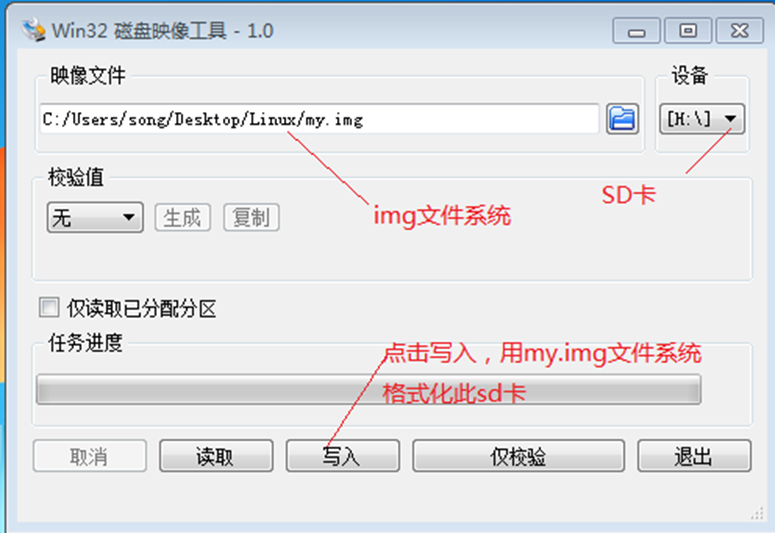 Win32 磁盘映像工具 - 1.0
映像文件
设备
C:/Users/song/Desktop/Linux/my.img
[H:\]
校验值
SD卡
无
生成
复制
img文件系统
仅读取已分配分区
任务进度
点击写入，用my.img文件系统
格式化此sd卡
取消
读取
写入
仅校验
退出